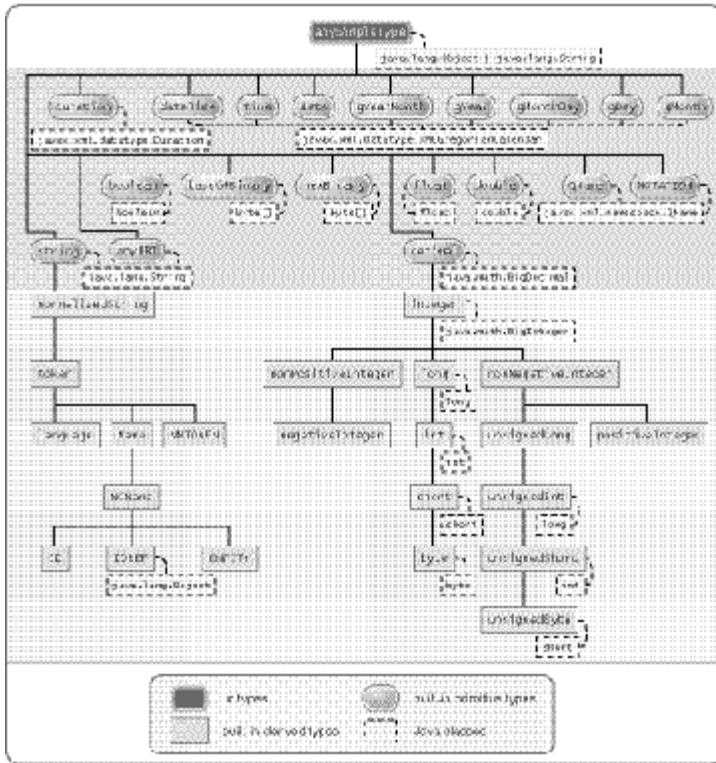 anySimpleType
java.lang.Object | java.lang.String
duration
dateTime
time
date
gYearMonth
gYear
gMonthDay
gDay
gMonth
javax.xml.datatype.Duration
javax.xml.datatype.XMLGregorianCalendar
boolean
base64Binary
hexBinary
float
double
QName
NOTATION
boolean
byte[]
byte[]
float
double
javax.xml.namespace.QName
string
anyURI
decimal
java.lang.String
java.math.BigDecimal
normalizedString
integer
java.math.BigInteger
token
nonPositiveInteger
long
nonNegativeInteger
long
language
Name
NMTOKEN
negativeInteger
int
unsignedLong
positiveInteger
int
NCName
short
unsignedInt
short
long
ID
IDREF
ENTITY
byte
unsignedShort
java.lang.Object
byte
int
unsignedByte
short
ur types
built-in primitive types
built-in derived types
Java mapped